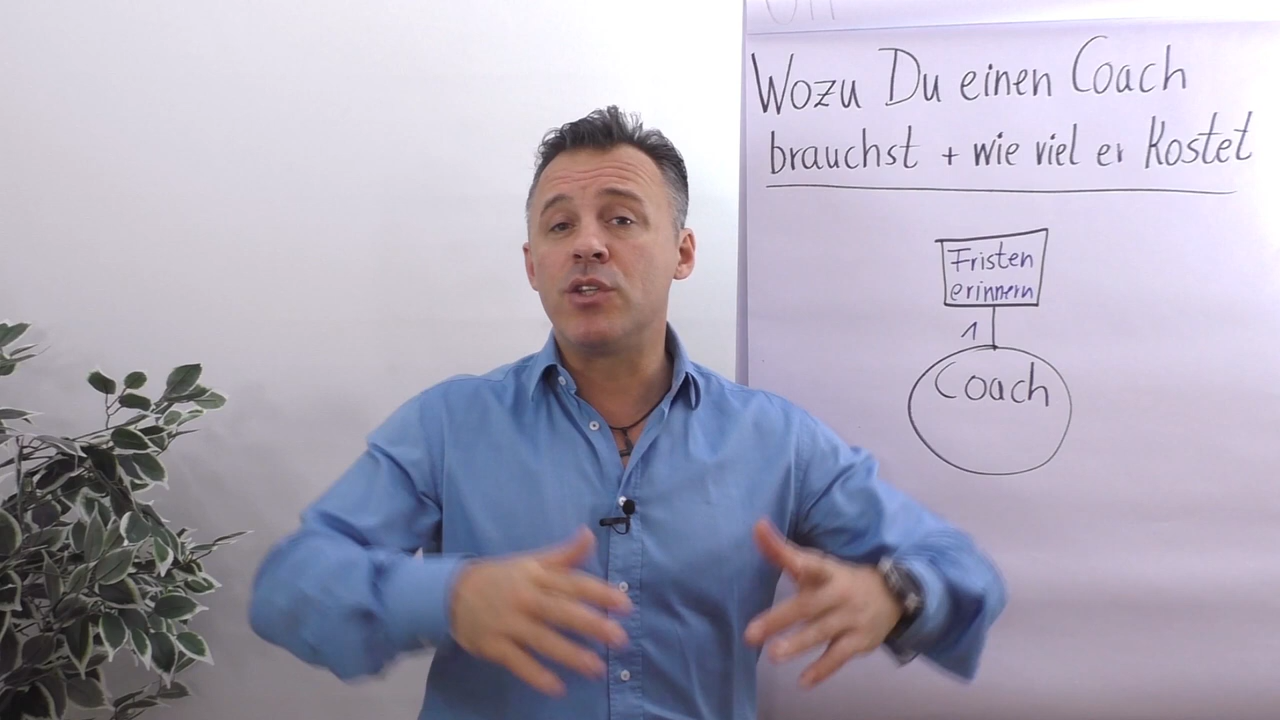 Wozu Du einen Coach
brauchst + wie viel er Kostet
Fristen
erinnern
1
Coach